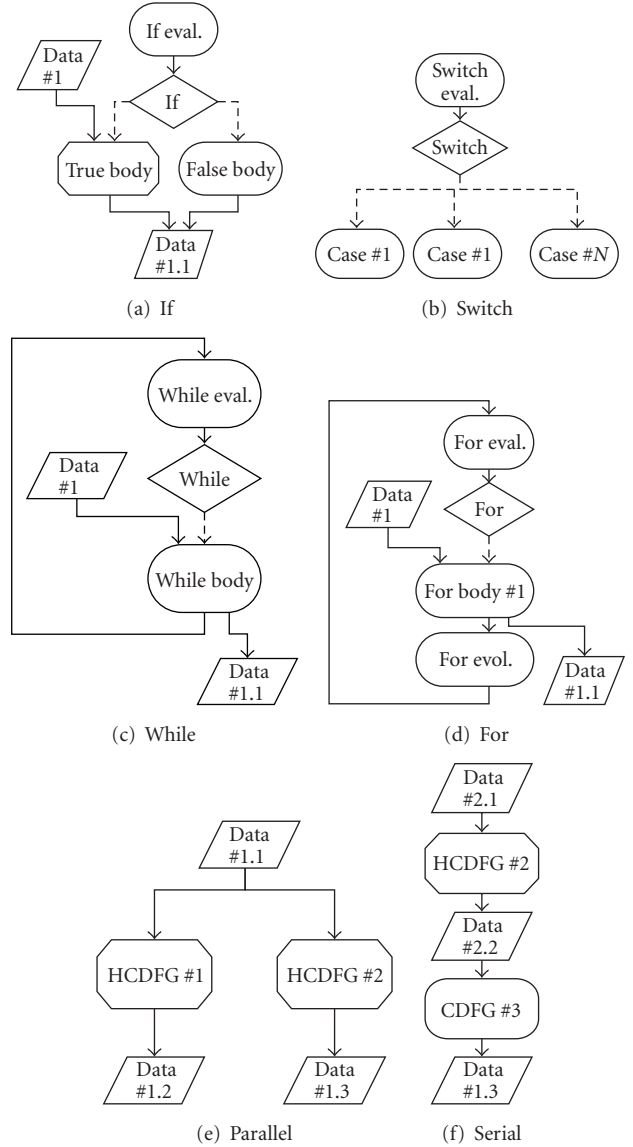 If eval.
Data
#1
If
True body
False body
Data
#1.1
(a) If
Switch
eval.
Switch
Case #1
Case #1
Case #N
(b) Switch
While eval.
Data
#1
While
While body
Data
#1.1
(c) While
For eval.
Data
#1
For
For body #1
For evol.
Data
#1.1
(d) For
Data
#1.1
HCDFG #1
HCDFG #2
Data
#1.2
Data
#1.3
(e) Parallel
Data
#2.1
HCDFG #2
Data
#2.2
CDFG #3
Data
#1.3
(f) Serial